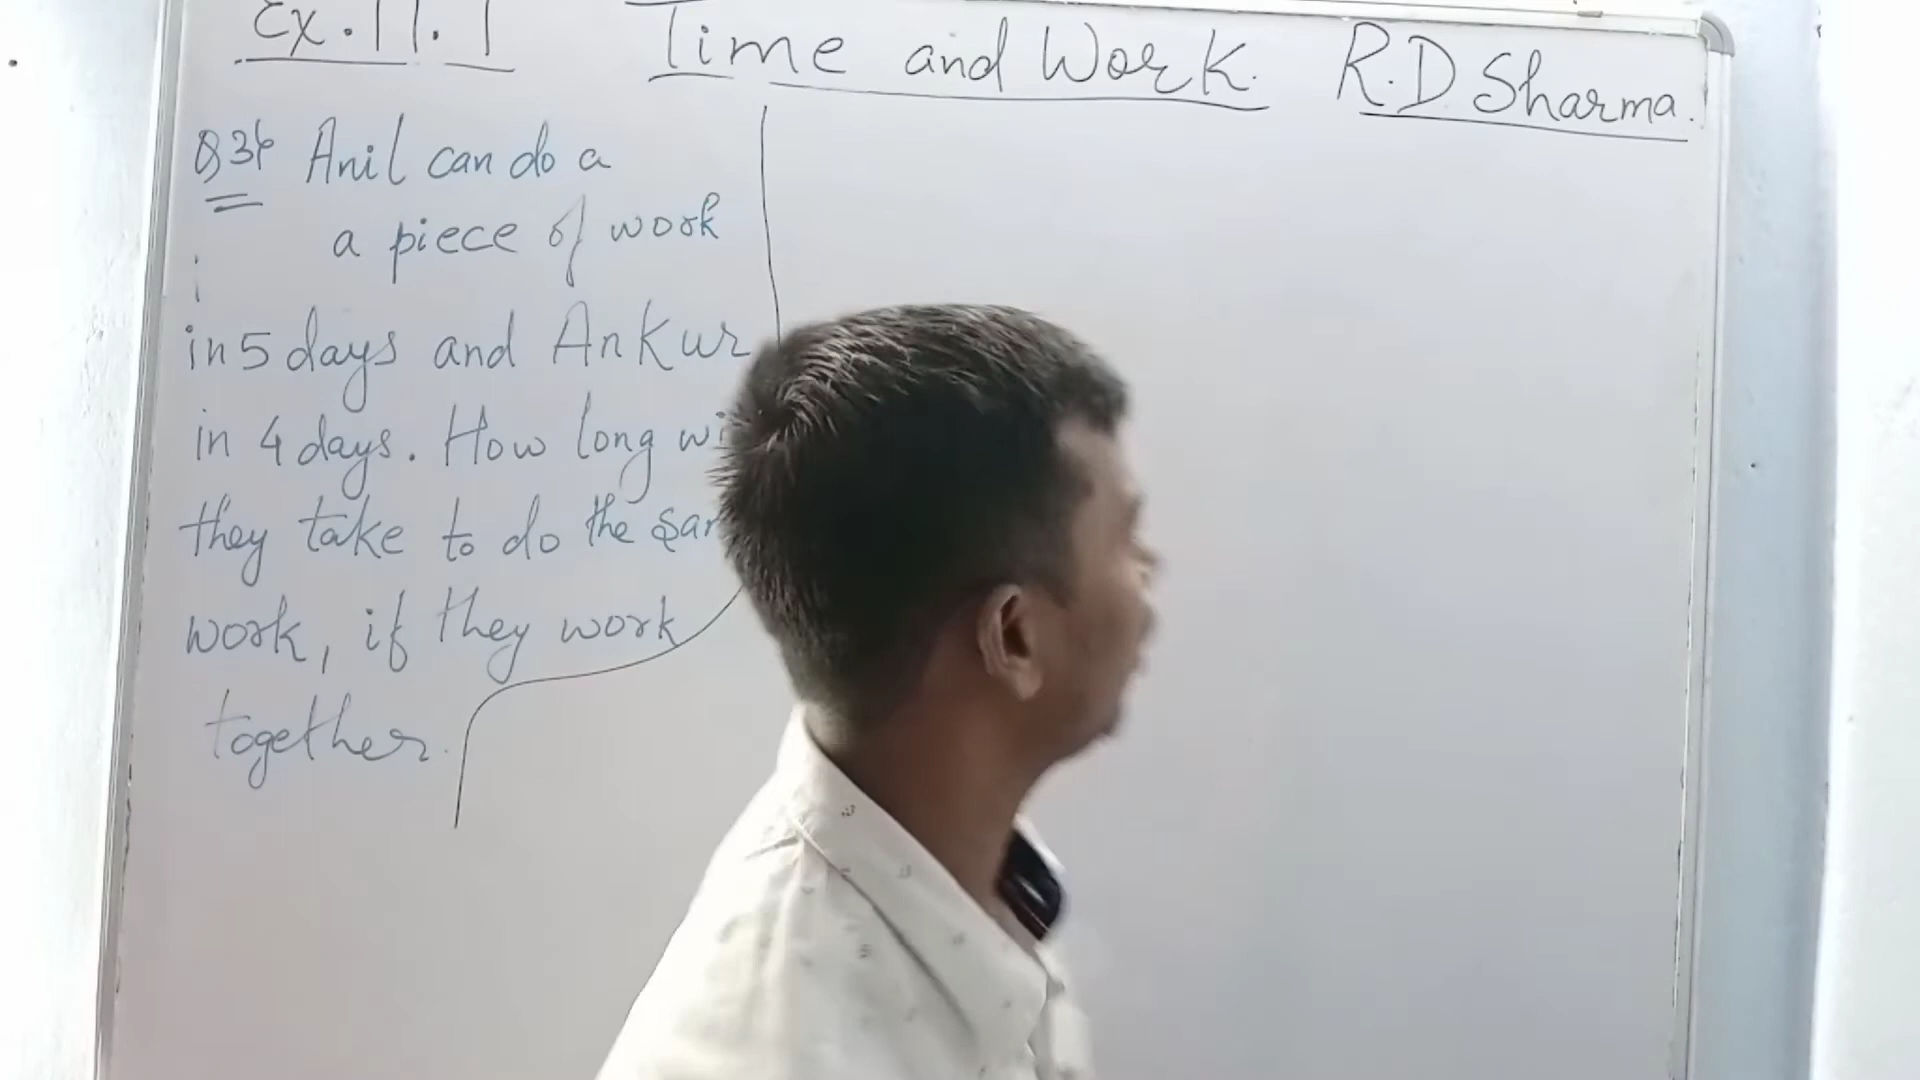 Ex. 11. 1 Time and Work. R.D Sharma.
Q3) Anil can do a
a piece of work
in 5 days and Ankur
in 4 days. How long
they take to do the
work, if they work
together.